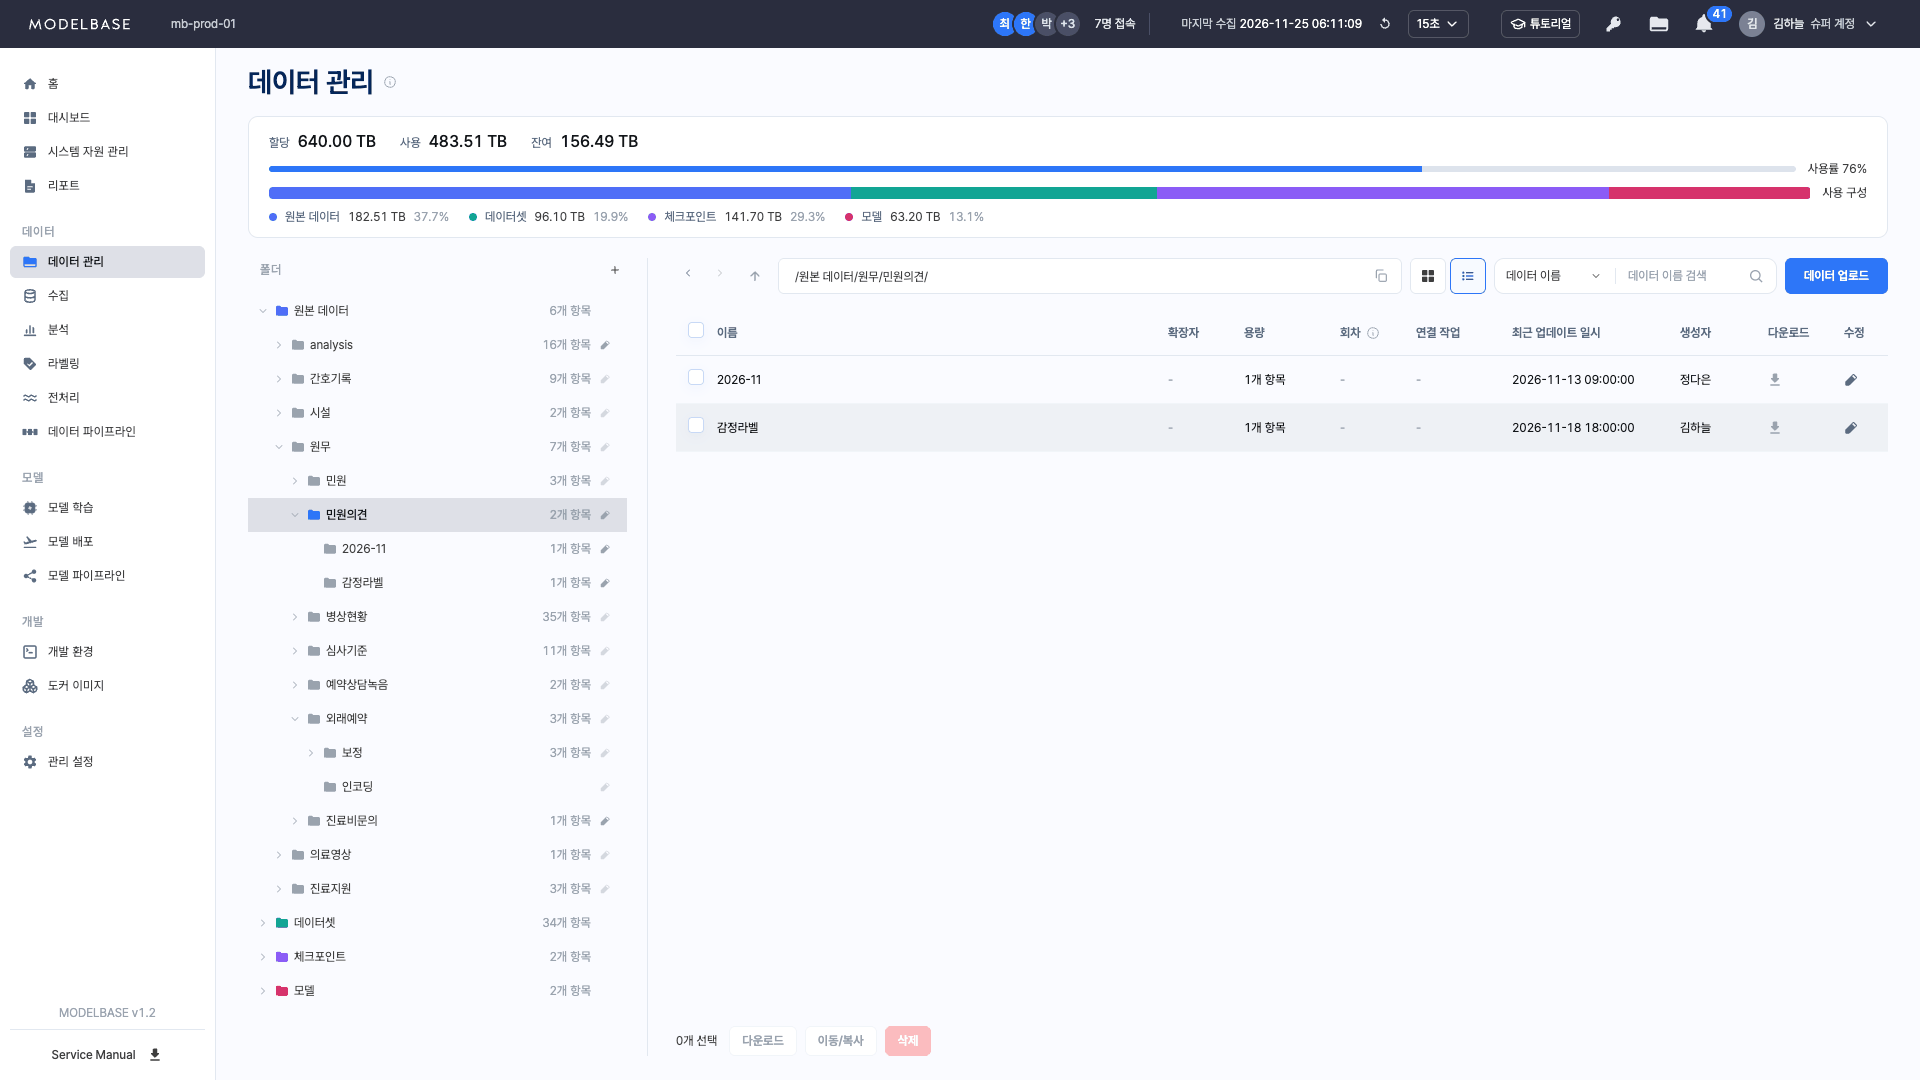 MODELBASE
mb-prod-01
최 한 박 +3 7명 접속
마지막 수집 2026-11-25 06:11:09
15초
튜토리얼
41
김 김하늘 슈퍼 계정
홈
대시보드
시스템 자원 관리
리포트
데이터
데이터 관리
수집
분석
라벨링
전처리
데이터 파이프라인
모델
모델 학습
모델 배포
모델 파이프라인
개발
개발 환경
도커 이미지
설정
관리 설정
MODELBASE v1.2
Service Manual
데이터 관리
할당 640.00 TB 사용 483.51 TB 잔여 156.49 TB
사용률 76%
사용 구성
원본 데이터 182.51 TB 37.7% 데이터셋 96.10 TB 19.9% 체크포인트 141.70 TB 29.3% 모델 63.20 TB 13.1%
폴더
원본 데이터 6개 항목
analysis 16개 항목
간호기록 9개 항목
시설 2개 항목
원무 7개 항목
민원 3개 항목
민원의견 2개 항목
2026-11 1개 항목
감정라벨 1개 항목
병상현황 35개 항목
심사기준 11개 항목
예약상담녹음 2개 항목
외래예약 3개 항목
보정 3개 항목
인코딩
진료비문의 1개 항목
의료영상 1개 항목
진료지원 3개 항목
데이터셋 34개 항목
체크포인트 2개 항목
모델 2개 항목
/원본 데이터/원무/민원의견/
데이터 이름
데이터 이름 검색
데이터 업로드
이름 확장자 용량 회차 연결 작업 최근 업데이트 일시 생성자 다운로드 수정
2026-11 - 1개 항목 - - 2026-11-13 09:00:00 정다은
감정라벨 - 1개 항목 - - 2026-11-18 18:00:00 김하늘
0개 선택 다운로드 이동/복사 삭제